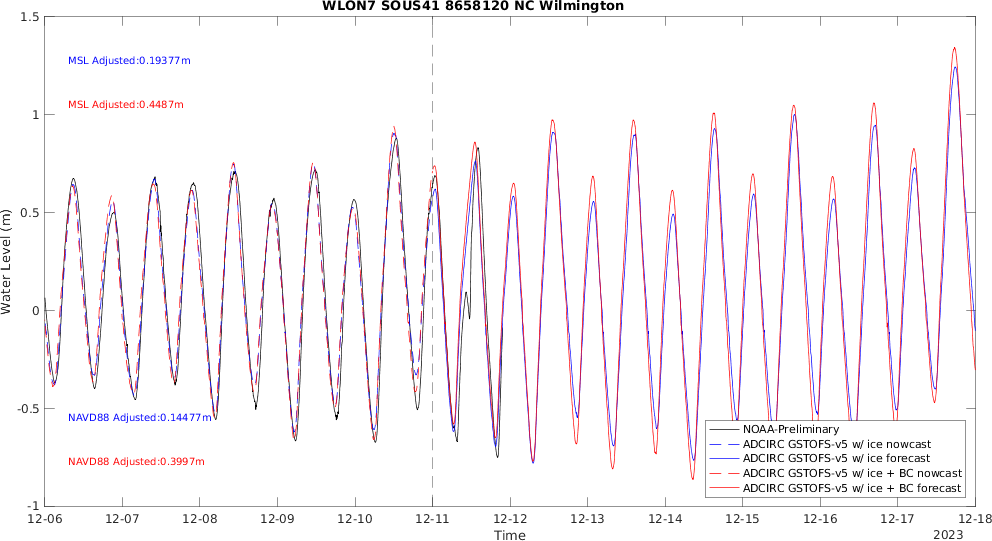 WLON7 SOUS41 8658120 NC Wilmington
1.5
MSL Adjusted:0.19377m
MSL Adjusted:0.4487m
1
0.5
Water Level (m)
0
-0.5
NAVD88 Adjusted:0.14477m
NAVD88 Adjusted:0.3997m
NOAA-Preliminary
ADCIRC GSTOFS-v5 w/ ice nowcast
ADCIRC GSTOFS-v5 w/ ice forecast
ADCIRC GSTOFS-v5 w/ ice + BC nowcast
ADCIRC GSTOFS-v5 w/ ice + BC forecast
-1
12-06 12-07 12-08 12-09 12-10 12-11 12-12 12-13 12-14 12-15 12-16 12-17 12-18
Time
2023